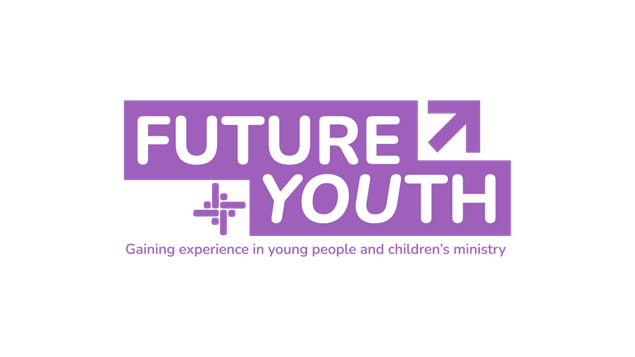 FUTURE
YOUTH
Gaining experience in young people and children's ministry